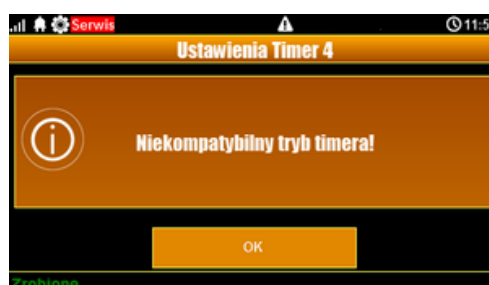 Serwis 11:5
Ustawienia Timer 4
Niekompatybilny tryb timera!
OK
Zrobione